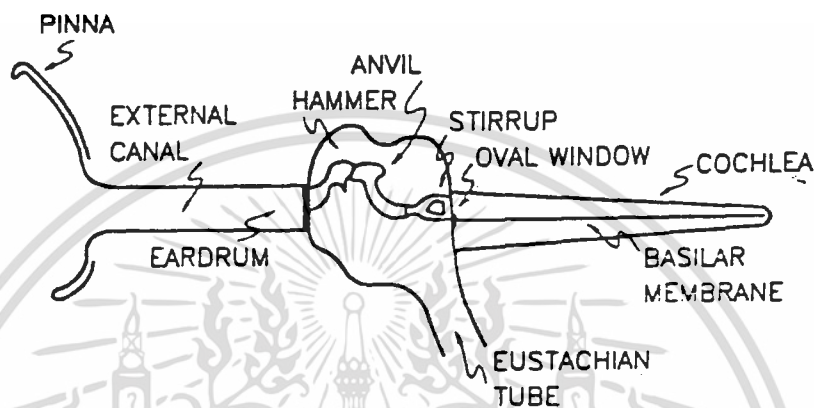 PINNA
EXTERNAL
CANAL
EARDRUM
HAMMER
ANVIL
STIRRUP
OVAL WINDOW
COCHLEA
BASILAR
MEMBRANE
EUSTACHIAN
TUBE